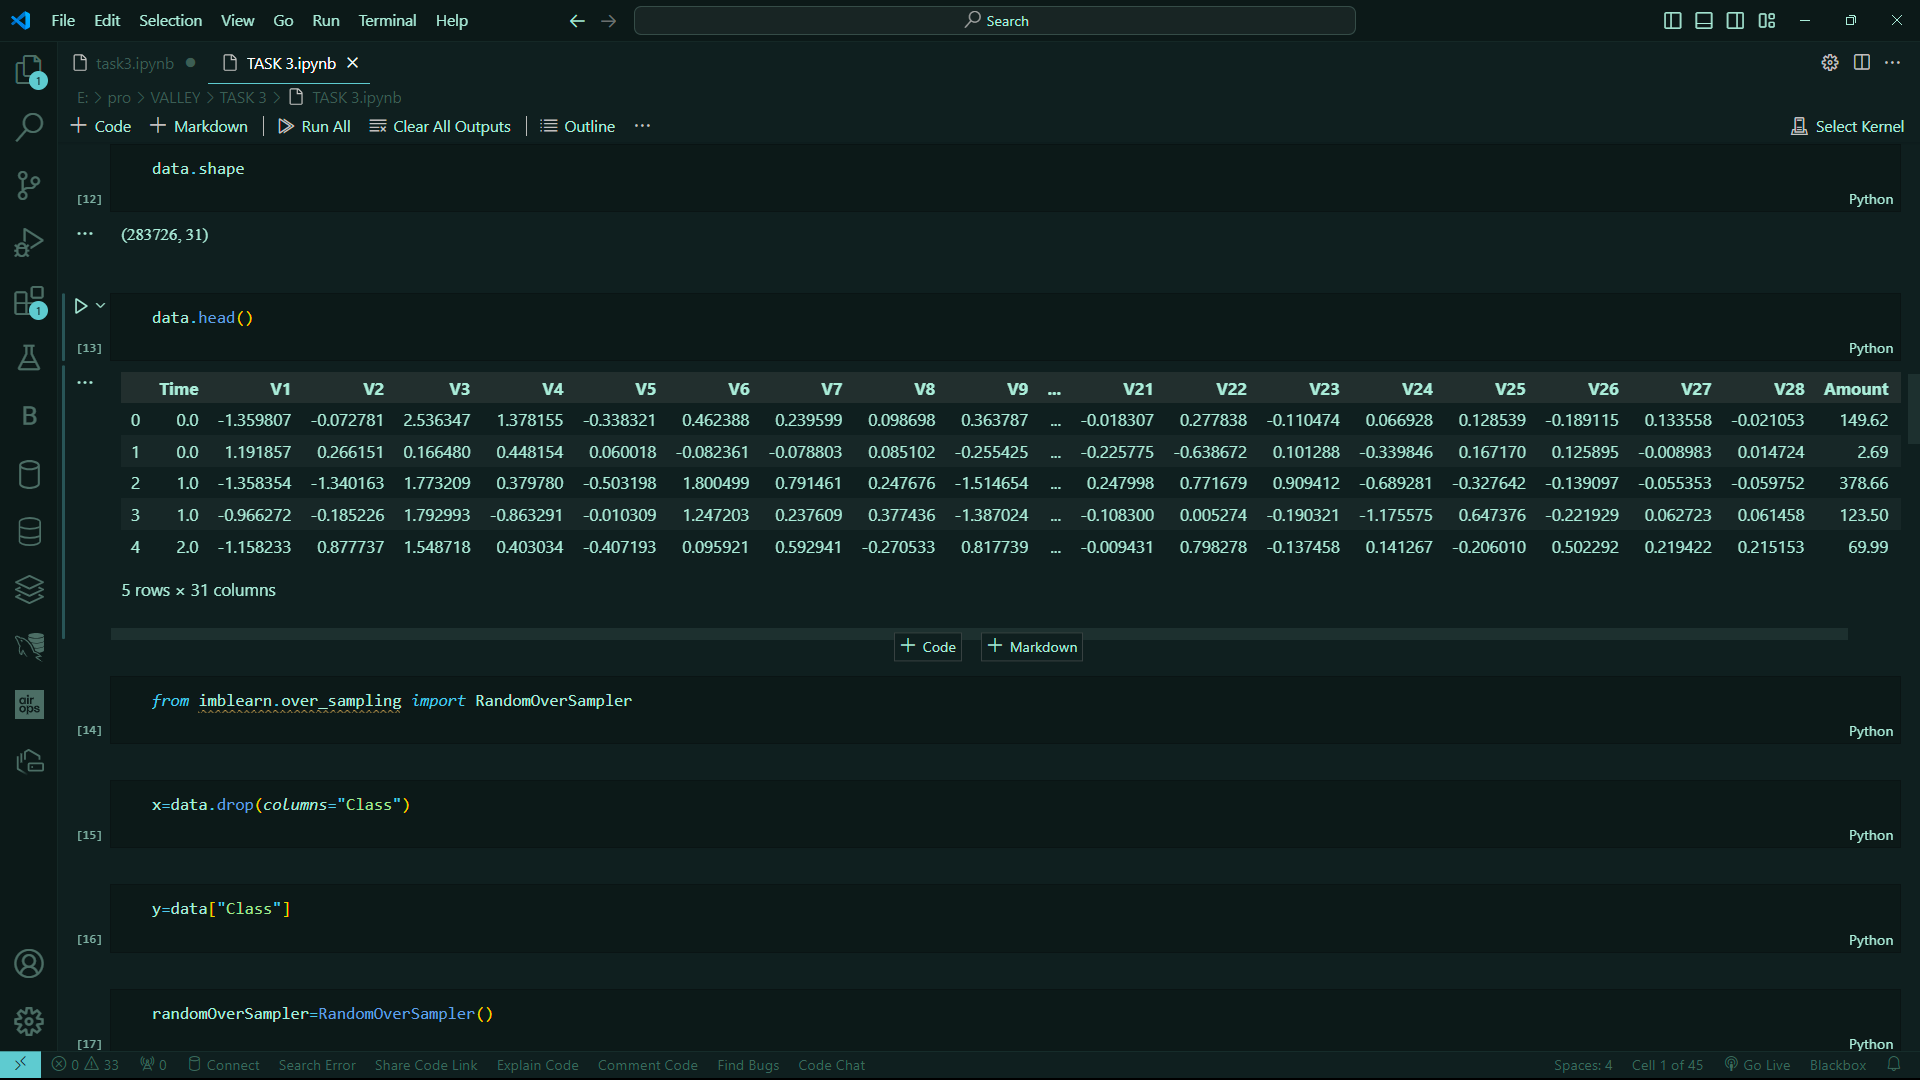 File Edit Selection View Go Run Terminal Help Search
task3.ipynb TASK 3.ipynb
E: > pro > VALLEY > TASK 3 > TASK 3.ipynb
+ Code + Markdown Run All Clear All Outputs Outline ... Select Kernel
data.shape
[12] Python
... (283726, 31)
1
data.head()
[13] Python
...
Time V1 V2 V3 V4 V5 V6 V7 V8 V9 ... V21 V22 V23 V24 V25 V26 V27 V28 Amount
0 0.0 -1.359807 -0.072781 2.536347 1.378155 -0.338321 0.462388 0.239599 0.098698 0.363787 ... -0.018307 0.277838 -0.110474 0.066928 0.128539 -0.189115 0.133558 -0.021053 149.62
1 0.0 1.191857 0.266151 0.166480 0.448154 0.060018 -0.082361 -0.078803 0.085102 -0.255425 ... -0.225775 -0.638672 0.101288 -0.339846 0.167170 0.125895 -0.008983 0.014724 2.69
2 1.0 -1.358354 -1.340163 1.773209 0.379780 -0.503198 1.800499 0.791461 0.247676 -1.514654 ... 0.247998 0.771679 0.909412 -0.689281 -0.327642 -0.139097 -0.055353 -0.059752 378.66
3 1.0 -0.966272 -0.185226 1.792993 -0.863291 -0.010309 1.247203 0.237609 0.377436 -1.387024 ... -0.108300 0.005274 -0.190321 -1.175575 0.647376 -0.221929 0.062723 0.061458 123.50
4 2.0 -1.158233 0.877737 1.548718 0.403034 -0.407193 0.095921 0.592941 -0.270533 0.817739 ... -0.009431 0.798278 -0.137458 0.141267 -0.206010 0.502292 0.219422 0.215153 69.99
5 rows × 31 columns
+ Code + Markdown
from imblearn.over_sampling import RandomOverSampler
[14] Python
x=data.drop(columns="Class")
[15] Python
y=data["Class"]
[16] Python
randomOverSampler=RandomOverSampler()
[17] Python
1
B
air
ops
0 33 0 Connect Search Error Share Code Link Explain Code Comment Code Find Bugs Code Chat Spaces: 4 Cell 1 of 45 Go Live Blackbox